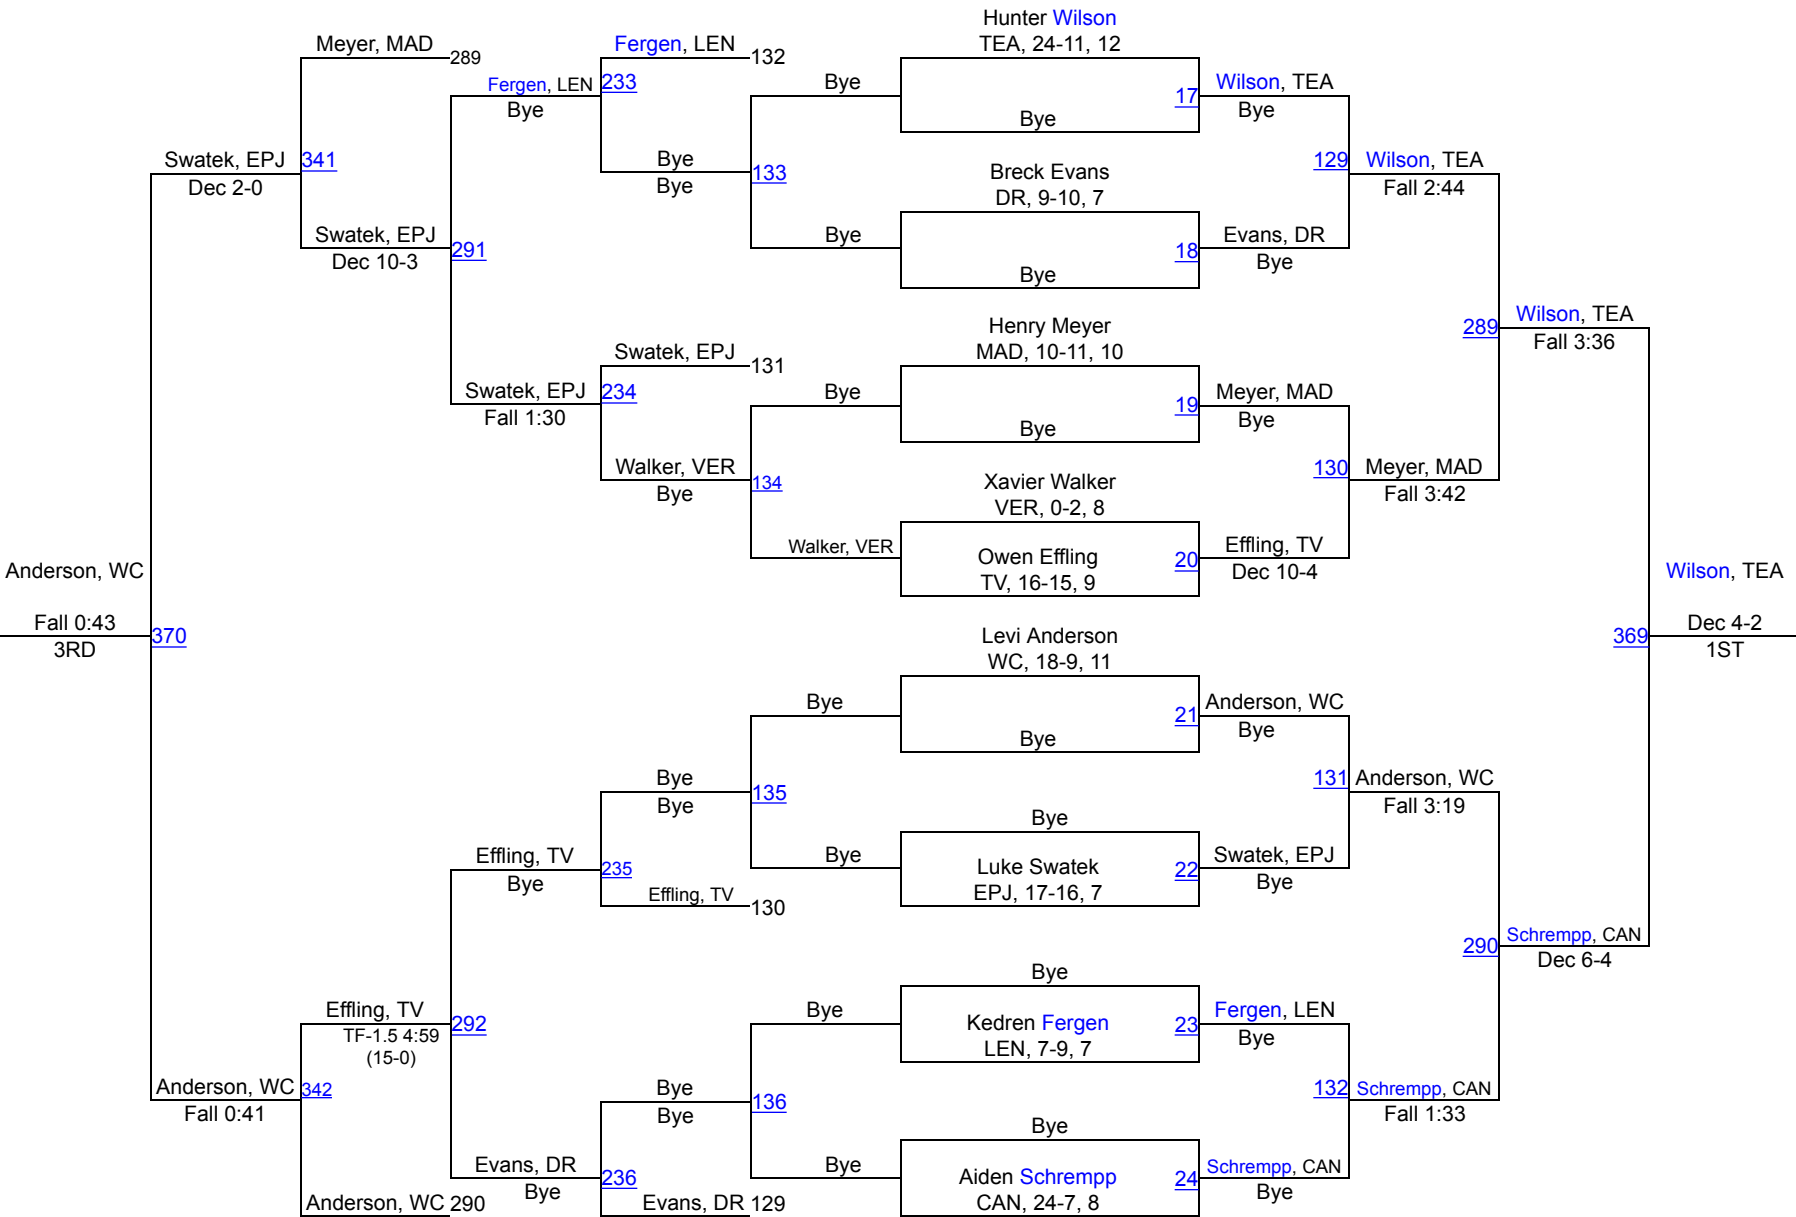 Hunter Wilson
TEA, 24-11, 12
Meyer, MAD
289
Fergen, LEN
132
Fergen, LEN
233
Bye
Bye
17
Bye
Wilson, TEA
Bye
Swatek, EPJ
341
Dec 2-0
Bye
133
Bye
Breck Evans
DR, 9-10, 7
129
Wilson, TEA
Fall 2:44
Swatek, EPJ
291
Dec 10-3
Bye
18
Bye
Evans, DR
Bye
Henry Meyer
MAD, 10-11, 10
289
Wilson, TEA
Fall 3:36
Swatek, EPJ
131
Swatek, EPJ
234
Fall 1:30
Bye
19
Bye
Meyer, MAD
Bye
Walker, VER
134
Bye
Xavier Walker
VER, 0-2, 8
130
Meyer, MAD
Fall 3:42
Walker, VER
Owen Effling
TV, 16-15, 9
20
Effling, TV
Dec 10-4
Anderson, WC
Fall 0:43
3RD
370
Wilson, TEA
369
Dec 4-2
1ST
Levi Anderson
WC, 18-9, 11
Bye
21
Bye
Anderson, WC
Bye
Bye
135
Bye
131
Anderson, WC
Fall 3:19
Bye
Effling, TV
235
Bye
Bye
Luke Swatek
EPJ, 17-16, 7
22
Swatek, EPJ
Bye
Effling, TV
130
290
Schrempp, CAN
Dec 6-4
Bye
Effling, TV
292
TF-1.5 4:59
(15-0)
Bye
Kedren Fergen
LEN, 7-9, 7
23
Fergen, LEN
Bye
Anderson, WC
342
Fall 0:41
Bye
136
Bye
132
Schrempp, CAN
Fall 1:33
Bye
Evans, DR
236
Bye
Bye
Aiden Schrempp
CAN, 24-7, 8
24
Schrempp, CAN
Bye
Anderson, WC
290
Evans, DR
129